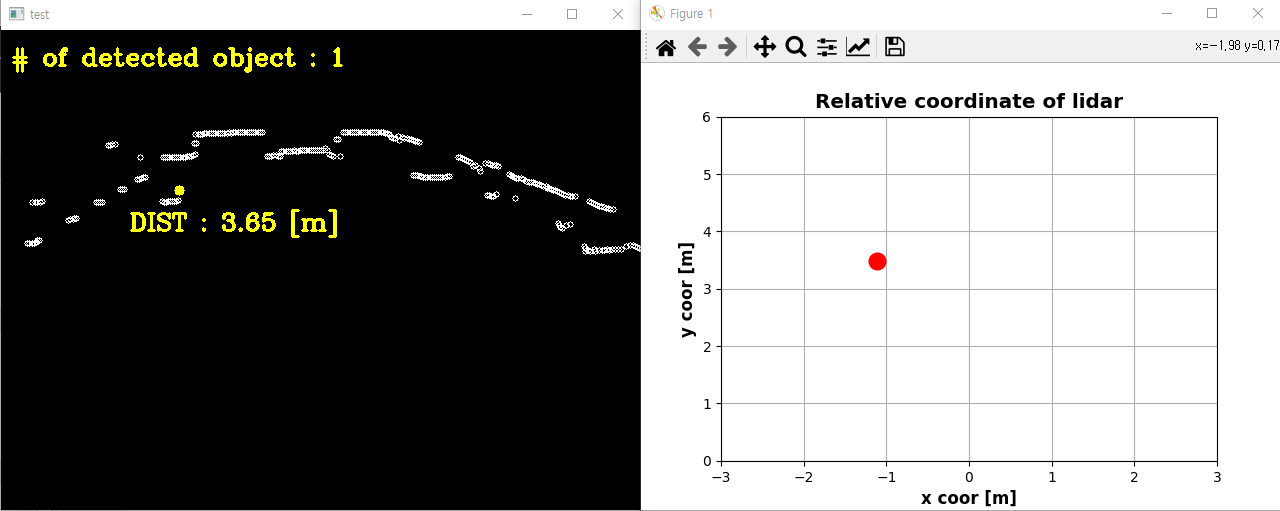 test
# of detected object : 1
DIST : 3.65 [m]
Figure 1
x=−1.98 y=0.17
Relative coordinate of lidar
6
5
4
3
2
1
0
y coor [m]
−3 −2 −1 0 1 2 3
x coor [m]